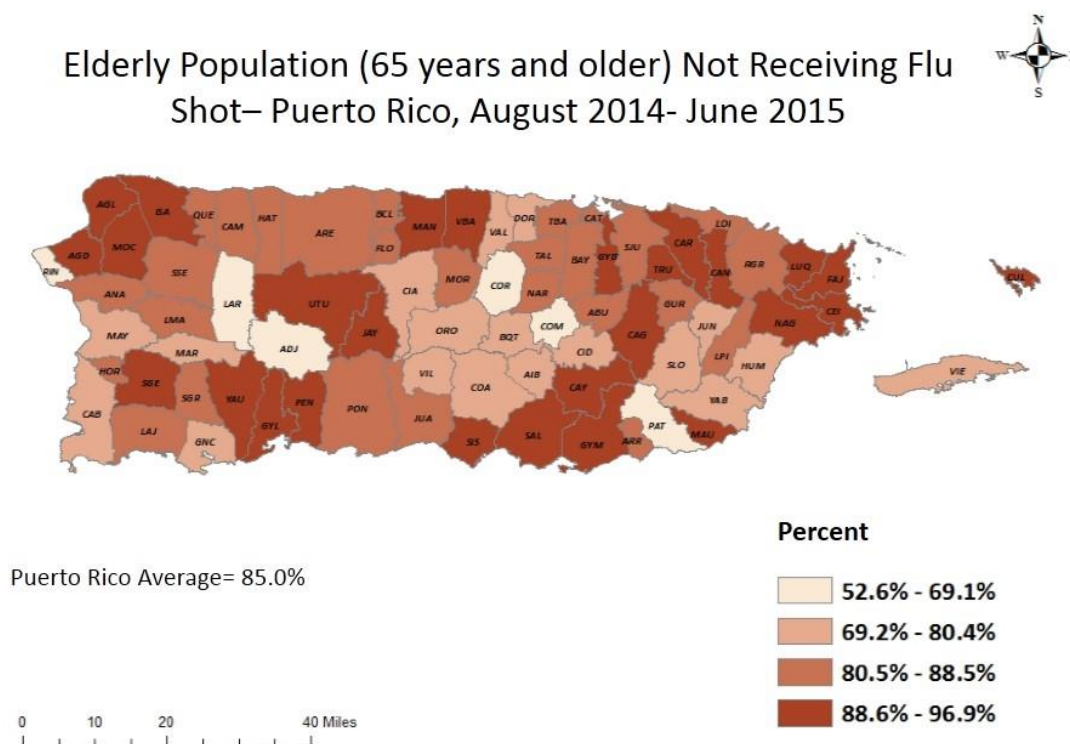 N
W
S
Elderly Population (65 years and older) Not Receiving Flu
Shot– Puerto Rico, August 2014- June 2015
AGL
ISA
QUE
CAM
HAT
ARE
BCL
MAN
VBA
VAL
DOR
TBA
CAT
SJU
CAR
LOI
MOC
AGD
RIN
SSE
FLO
MOR
COR
TAL
BAY
GYB
TRU
CAN
RGR
LUQ
FAJ
CUL
ANA
LAR
UTU
CIA
NAR
ABU
CAG
GUR
JUN
NAG
CEI
MAY
LMA
MAR
ADJ
JAY
ORO
BQT
COM
CID
SLO
LPI
HUM
VIE
HOR
SGE
SGR
YAU
GYL
PEN
PON
VIL
COA
AIB
CAY
YAB
CAB
LAJ
GNC
JUA
SIS
SAL
GYM
ARR
PAT
MAU
Percent
Puerto Rico Average= 85.0%
52.6% - 69.1%
69.2% - 80.4%
80.5% - 88.5%
88.6% - 96.9%
0 10 20 40 Miles